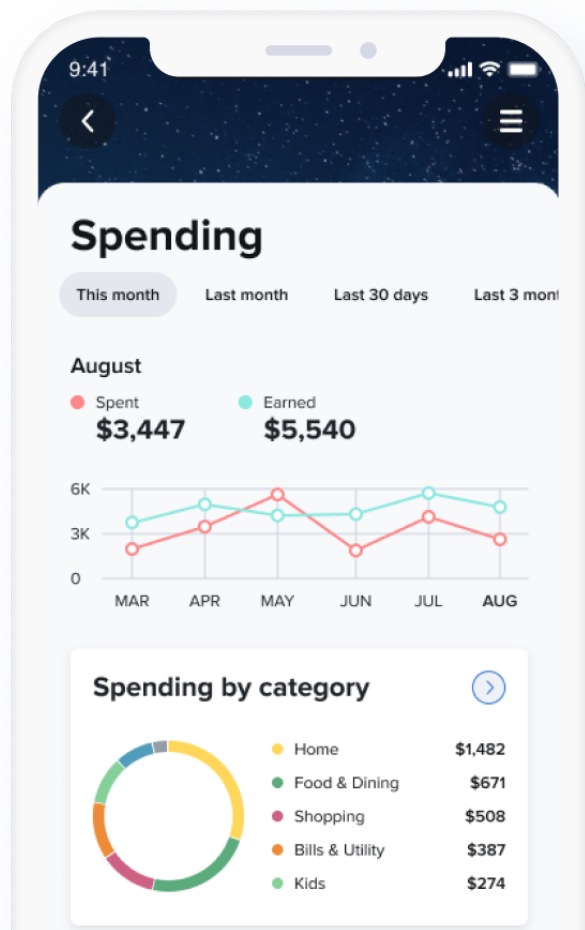 9:41
Spending
This month Last month Last 30 days Last 3
August
Spent Earned
$3,447 $5,540
6K
3K
0
MAR APR MAY JUN JUL AUG
Spending by category
Home $1,482
Food & Dining $671
Shopping $508
Bills & Utility $387
Kids $274